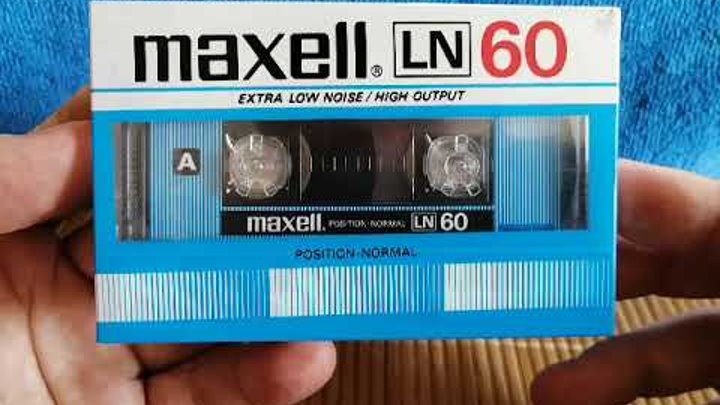 maxell® LN 60
EXTRA LOW NOISE / HIGH OUTPUT
A
maxell. POSITION-NORMAL LN 60
POSITION-NORMAL